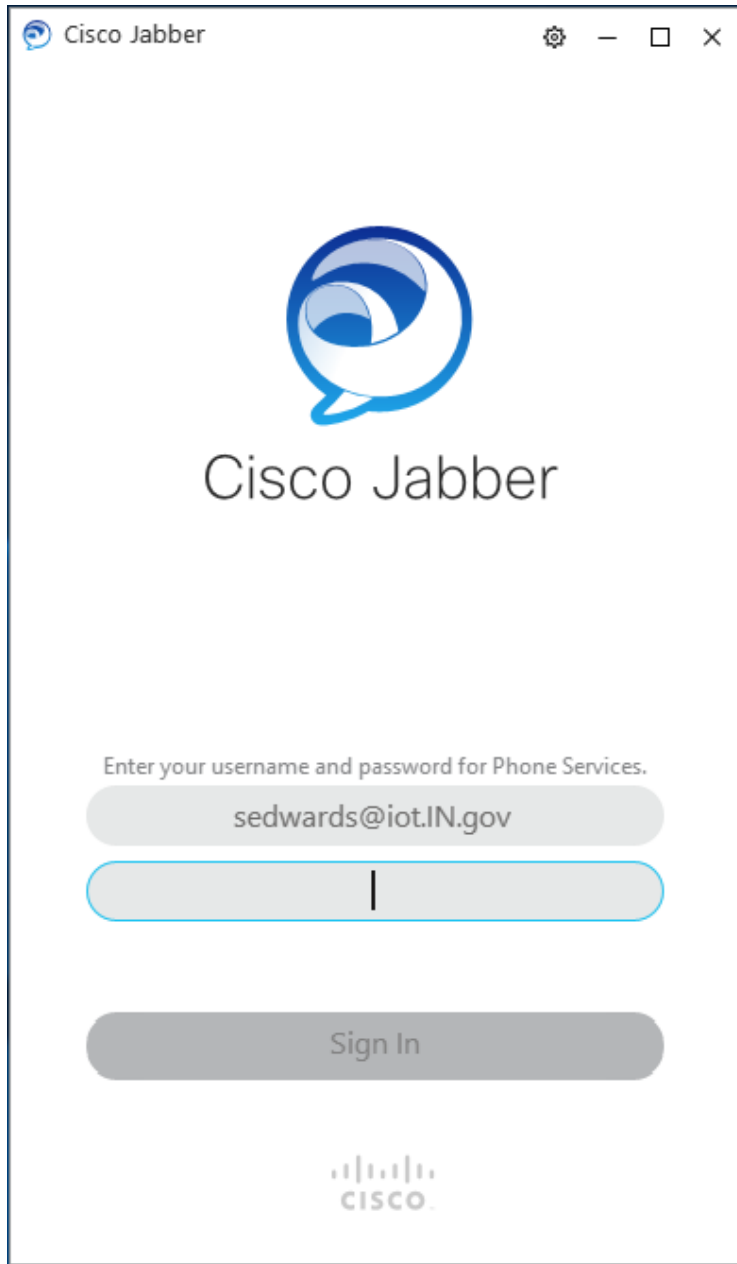 Cisco Jabber
Cisco Jabber
Enter your username and password for Phone Services.
sedwards@iot.IN.gov
Sign In
CISCO